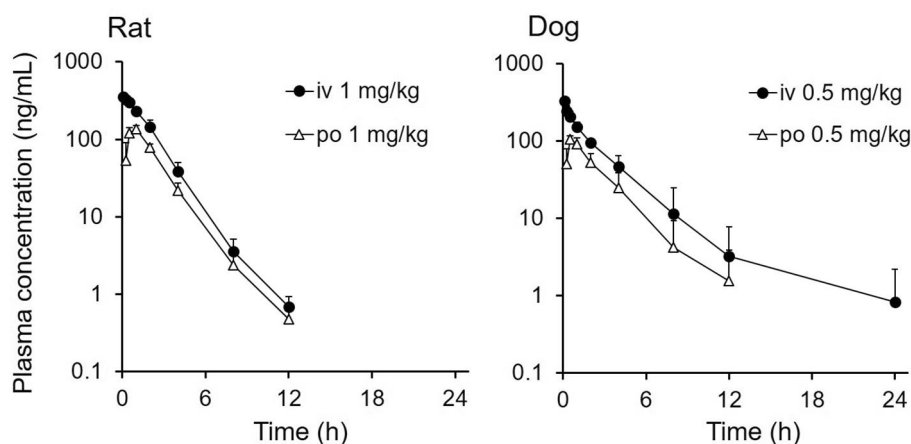 Rat
Plasma concentration (ng/mL)
1000
100
10
1
0.1
0
6
12
18
24
Time (h)
iv 1 mg/kg
po 1 mg/kg
Dog
1000
100
10
1
0.1
0
6
12
18
24
Time (h)
iv 0.5 mg/kg
po 0.5 mg/kg